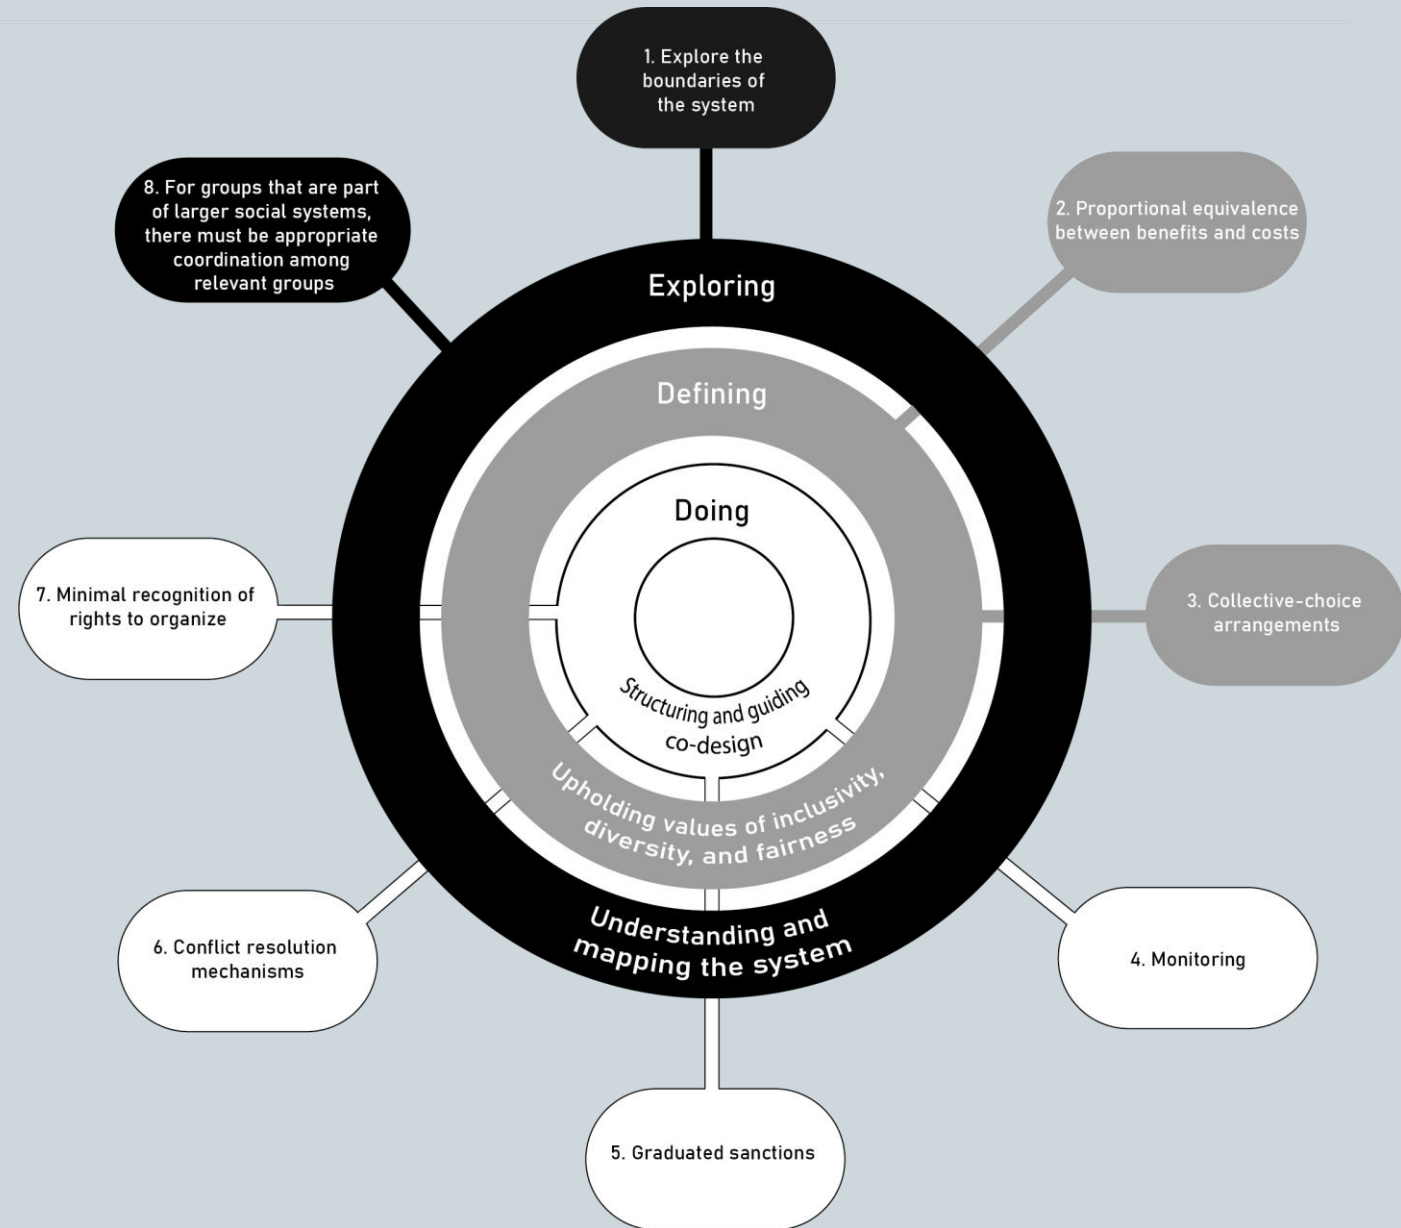 1. Explore the
boundaries of
the system
8. For groups that are part
of larger social systems,
there must be appropriate
coordination among
relevant groups
2. Proportional equivalence
between benefits and costs
Exploring
Defining
Doing
7. Minimal recognition of
rights to organize
3. Collective-choice
arrangements
Structuring and guiding
co-design
Upholding values of inclusivity,
diversity, and fairness
Understanding and
mapping the system
6. Conflict resolution
mechanisms
4. Monitoring
5. Graduated sanctions